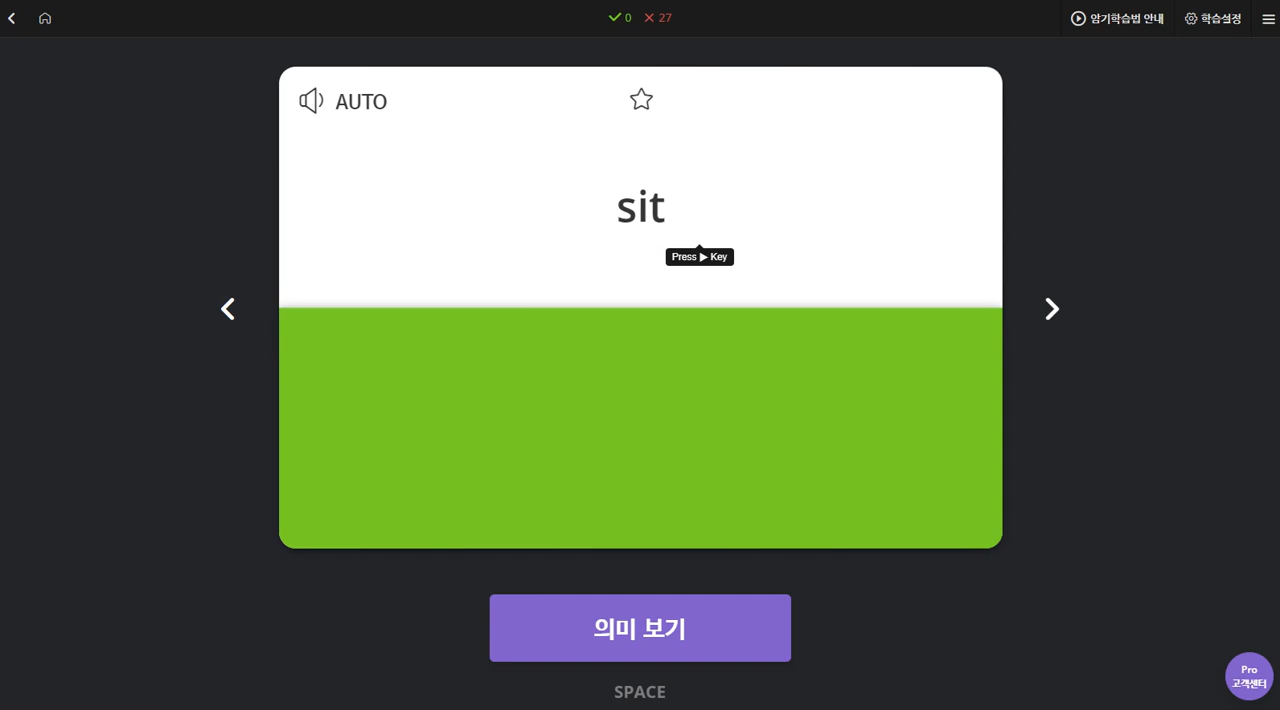 0 27 암기학습법 안내 학습설정
AUTO
sit
Press ▶ Key
의미 보기
SPACE
Pro
고객센터